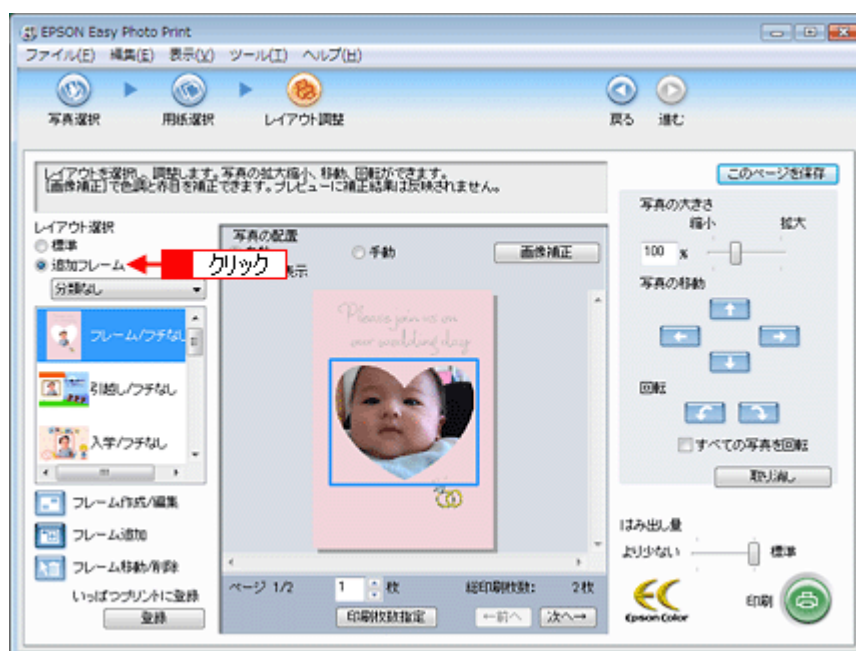 EPSON Easy Photo Print
ファイル(F) 編集(E) 表示(V) ツール(T) ヘルプ(H)
写真選択 用紙選択 レイアウト調整 戻る 進む
レイアウトを選択し、調整します。写真の拡大縮小、移動、回転ができます。
[画像補正]で色調と赤目を補正できます。プレビューに補正結果は反映されません。
このページを保存
レイアウト選択
標準
追加フレーム
クリック
分類なし
フレーム/フチなし
引越し/フチなし
入学/フチなし
フレーム作成/編集
フレーム追加
フレーム移動/削除
いっぱつプリントに登録
登録
写真の配置
手動
画像補正
表示
Please join us on
our wedding day
ページ 1/2 1 枚 総印刷枚数: 2枚
印刷枚数指定 ←前へ 次へ→
写真の大きさ
縮小 拡大
100 %
写真の移動
回転
すべての写真を回転
取り消し
はみ出し量
より少ない 標準
Epson Color
印刷